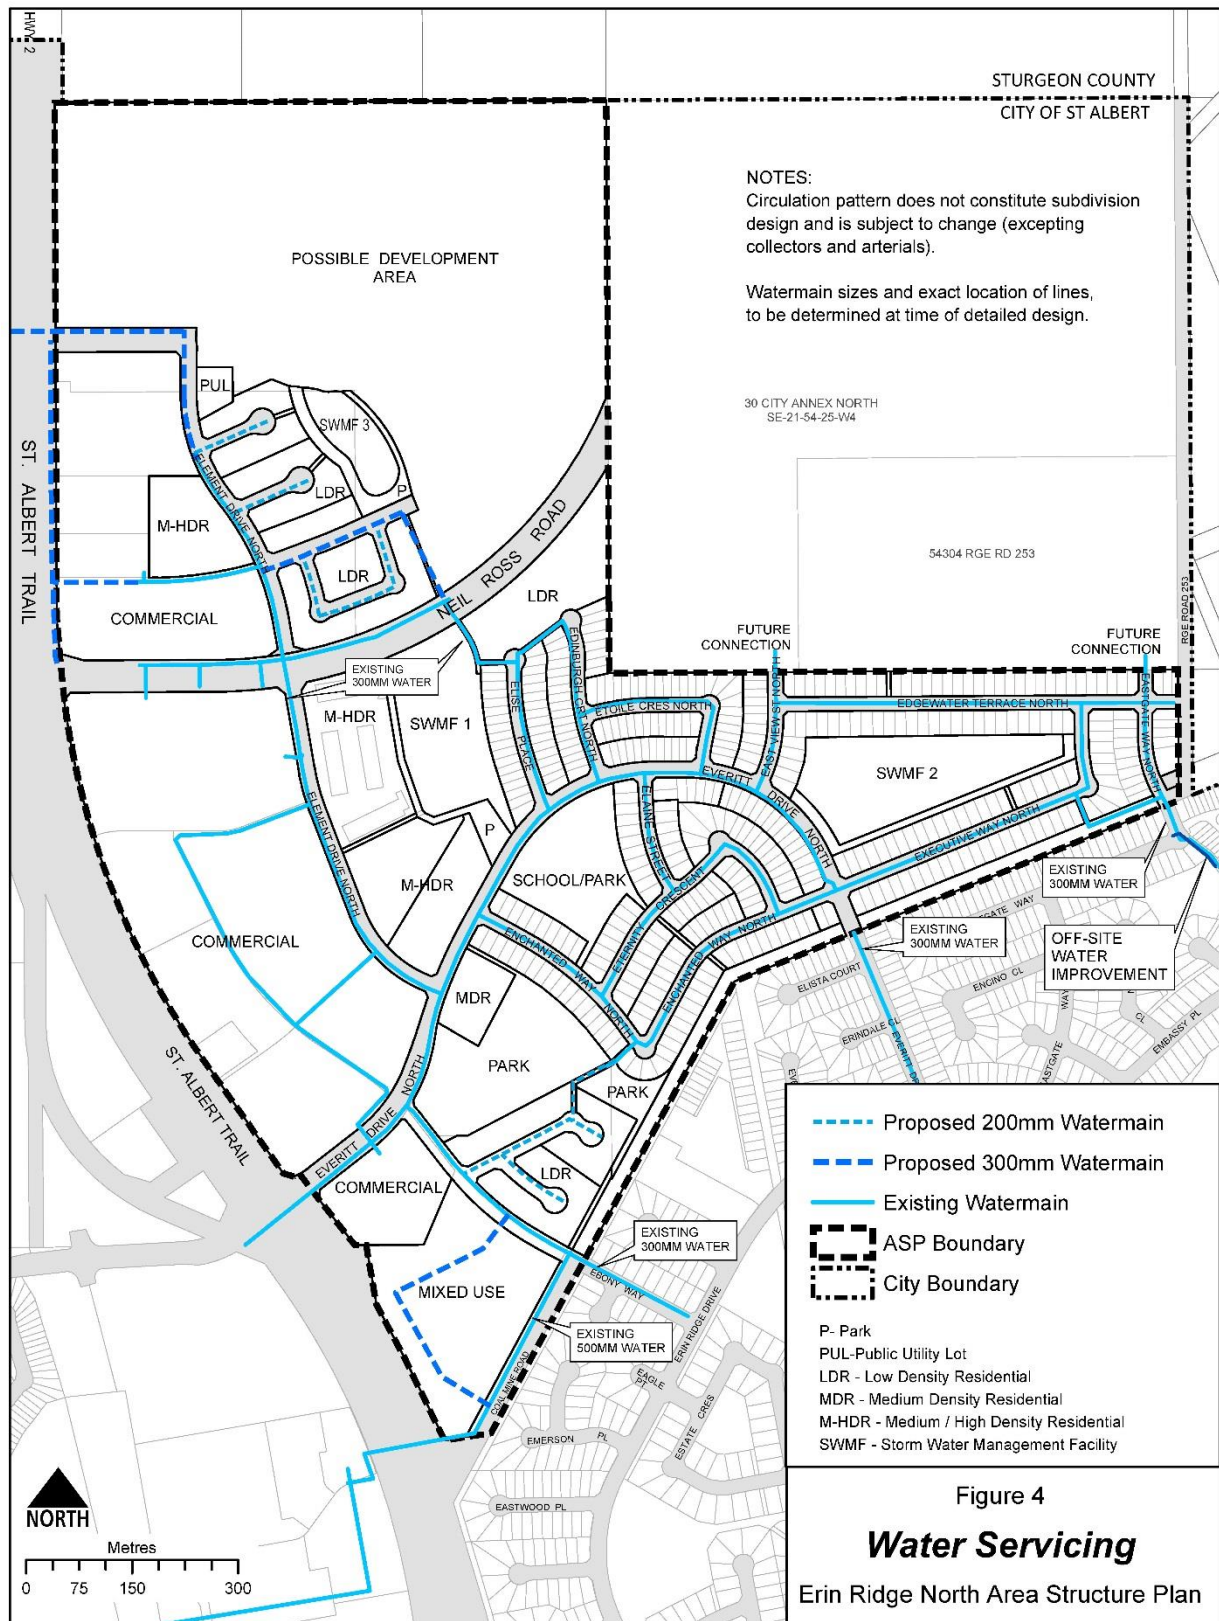 HWY 2
STURGEON COUNTY
CITY OF ST ALBERT
NOTES:
Circulation pattern does not constitute subdivision
design and is subject to change (excepting
collectors and arterials).
Watermain sizes and exact location of lines,
to be determined at time of detailed design.
POSSIBLE DEVELOPMENT
AREA
PUL
SWMF 3
30 CITY ANNEX NORTH
SE-21-54-25-W4
ST. ALBERT TRAIL
ELEMENT DRIVE NORTH
LDR
P
M-HDR
LDR
NEIL ROSS ROAD
54304 RGE RD 253
RGE ROAD 253
COMMERCIAL
LDR
FUTURE
CONNECTION
FUTURE
CONNECTION
EXISTING
300MM WATER
M-HDR
SWMF 1
ELISE PLACE
EDINBURGH CRT NORTH
ETOILE CRES NORTH
EAST VIEW ST NORTH
EDGEWATER TERRACE NORTH
EASTGATE WAY NORTH
EVERITT DRIVE NORTH
SWMF 2
ELEMENT DRIVE NORTH
P
ELAINE STREET
EXECUTIVE WAY NORTH
M-HDR
SCHOOL/PARK
ETERNITY CRESCENT
EXISTING
300MM WATER
COMMERCIAL
ENCHANTED WAY NORTH
ENCHANTED WAY NORTH
EXISTING
300MM WATER
GATE WAY
OFF-SITE
WATER
IMPROVEMENT
ELISTA COURT
ENCINO CL
MDR
ERINDALE CL
EVERITT DR
EASTGATE
WAY
CL
EMBASSY PL
ST. ALBERT TRAIL
PARK
PARK
EVERITT DRIVE NORTH
LDR
COMMERCIAL
EXISTING
300MM WATER
EBONY WAY
MIXED USE
EXISTING
500MM WATER
ERIN RIDGE DRIVE
COAL MINE ROAD
EAGLE
PT
ESTATE CRES
EMERSON PL
EASTWOOD PL
Proposed 200mm Watermain
Proposed 300mm Watermain
Existing Watermain
ASP Boundary
City Boundary
P- Park
PUL-Public Utility Lot
LDR - Low Density Residential
MDR - Medium Density Residential
M-HDR - Medium / High Density Residential
SWMF - Storm Water Management Facility
NORTH
Metres
0 75 150 300
Figure 4
Water Servicing
Erin Ridge North Area Structure Plan